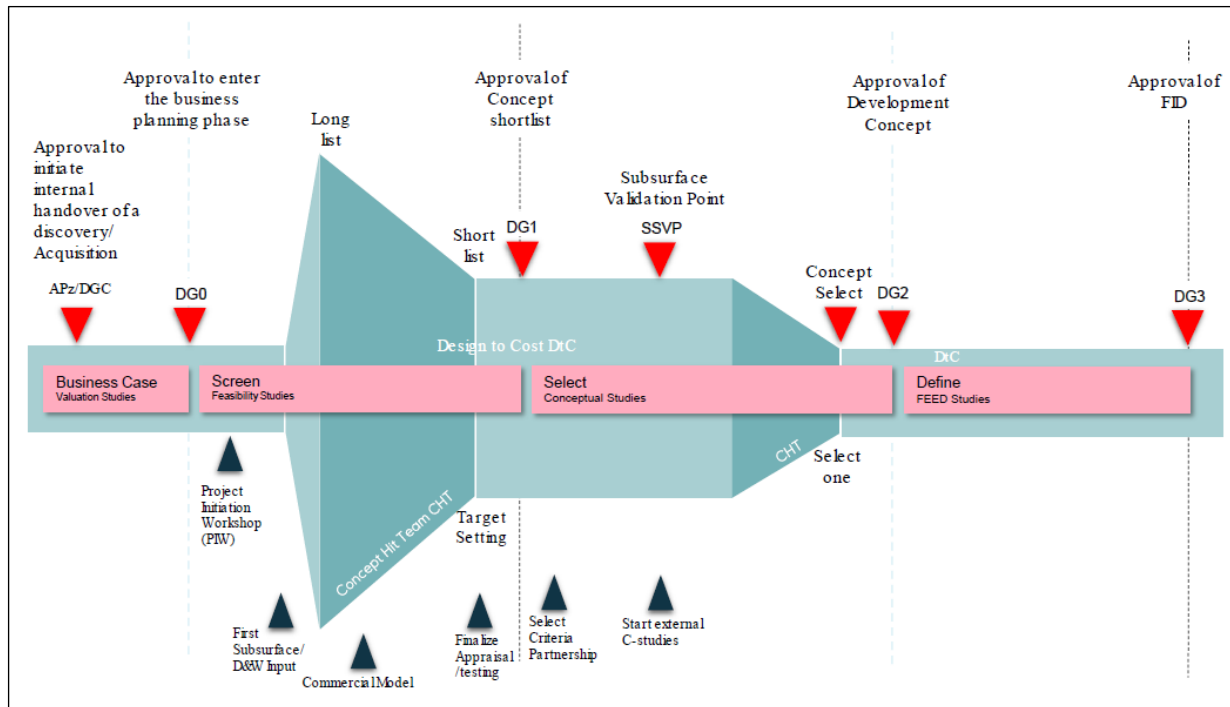 Approval to enter
the business
planning phase
Approval of
Concept
shortlist
Approval of
Development
Concept
Approval of
FID
Long
list
Approval to
initiate
internal
handover of a
discovery/
Acquisition
Subsurface
Validation Point
Short
list
DG1
SSVP
Concept
Select
APz/DGC
DG0
DG2
DG3
Design to Cost DtC
DtC
Business Case
Valuation Studies
Screen
Feasibility Studies
Select
Conceptual Studies
Define
FEED Studies
CHT
Select
one
Concept Hit Team CHT
Project
Initiation
Workshop
(PIW)
Target
Setting
First
Subsurface/
D&W Input
Commercial Model
Finalize
Appraisal
/testing
Select
Criteria
Partnership
Start external
C-studies